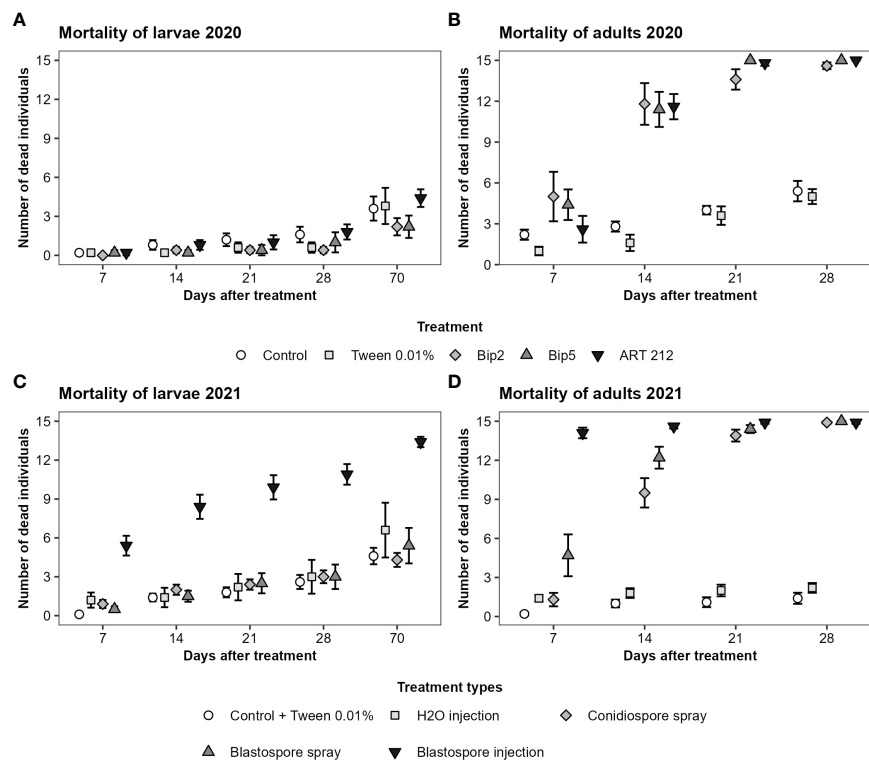 A
Mortality of larvae 2020
Number of dead individuals
15
12
9
6
3
0
7 14 21 28 70
Days after treatment
B
Mortality of adults 2020
Number of dead individuals
15
12
9
6
3
0
7 14 21 28
Days after treatment
Treatment
Control Tween 0.01% Bip2 Bip5 ART 212
C
Mortality of larvae 2021
Number of dead individuals
15
12
9
6
3
0
7 14 21 28 70
Days after treatment
D
Mortality of adults 2021
Number of dead individuals
15
12
9
6
3
0
7 14 21 28
Days after treatment
Treatment types
Control + Tween 0.01% H2O injection Conidiospore spray
Blastospore spray Blastospore injection